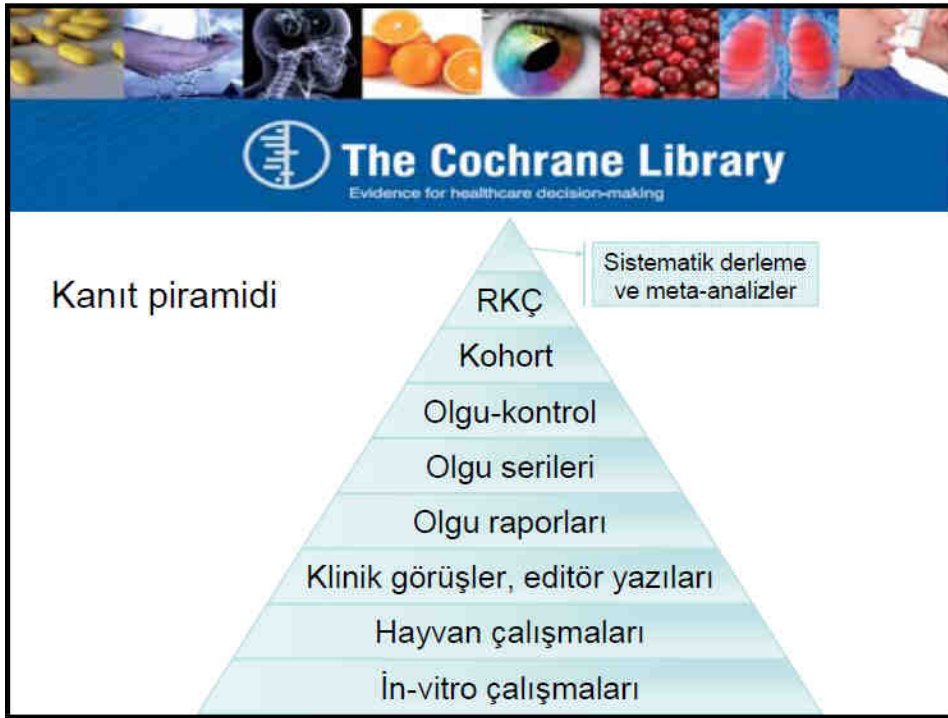 The Cochrane Library
Evidence for healthcare decision-making
Kanıt piramidi
Sistematik derleme
ve meta-analizler
RKÇ
Kohort
Olgu-kontrol
Olgu serileri
Olgu raporları
Klinik görüşler, editör yazıları
Hayvan çalışmaları
İn-vitro çalışmaları